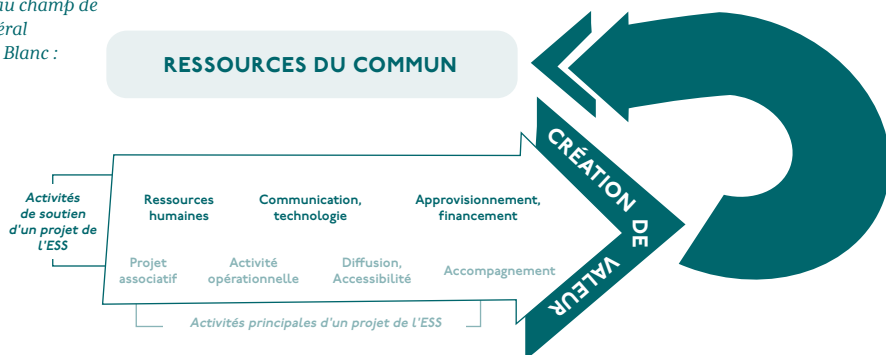 au champ de
éral
Blanc :
RESSOURCES DU COMMUN
CRÉATION DE VALEUR
Activités
de soutien
d'un projet de
l'ESS
Ressources
humaines
Communication,
technologie
Approvisionnement,
financement
Projet
associatif
Activité
opérationnelle
Diffusion,
Accessibilité
Accompagnement
Activités principales d'un projet de l'ESS